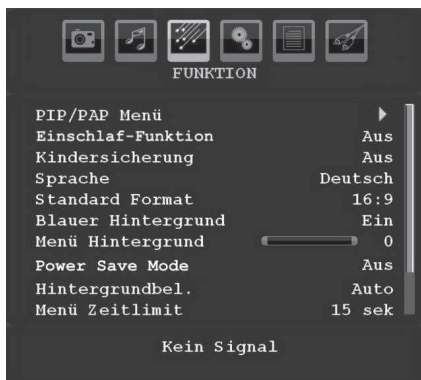 FUNKTION
PIP/PAP Menü
Einschlaf-Funktion Aus
Kindersicherung Aus
Sprache Deutsch
Standard Format 16:9
Blauer Hintergrund Ein
Menü Hintergrund 0
Power Save Mode Aus
Hintergrundbel. Auto
Menü Zeitlimit 15 sek
Kein Signal